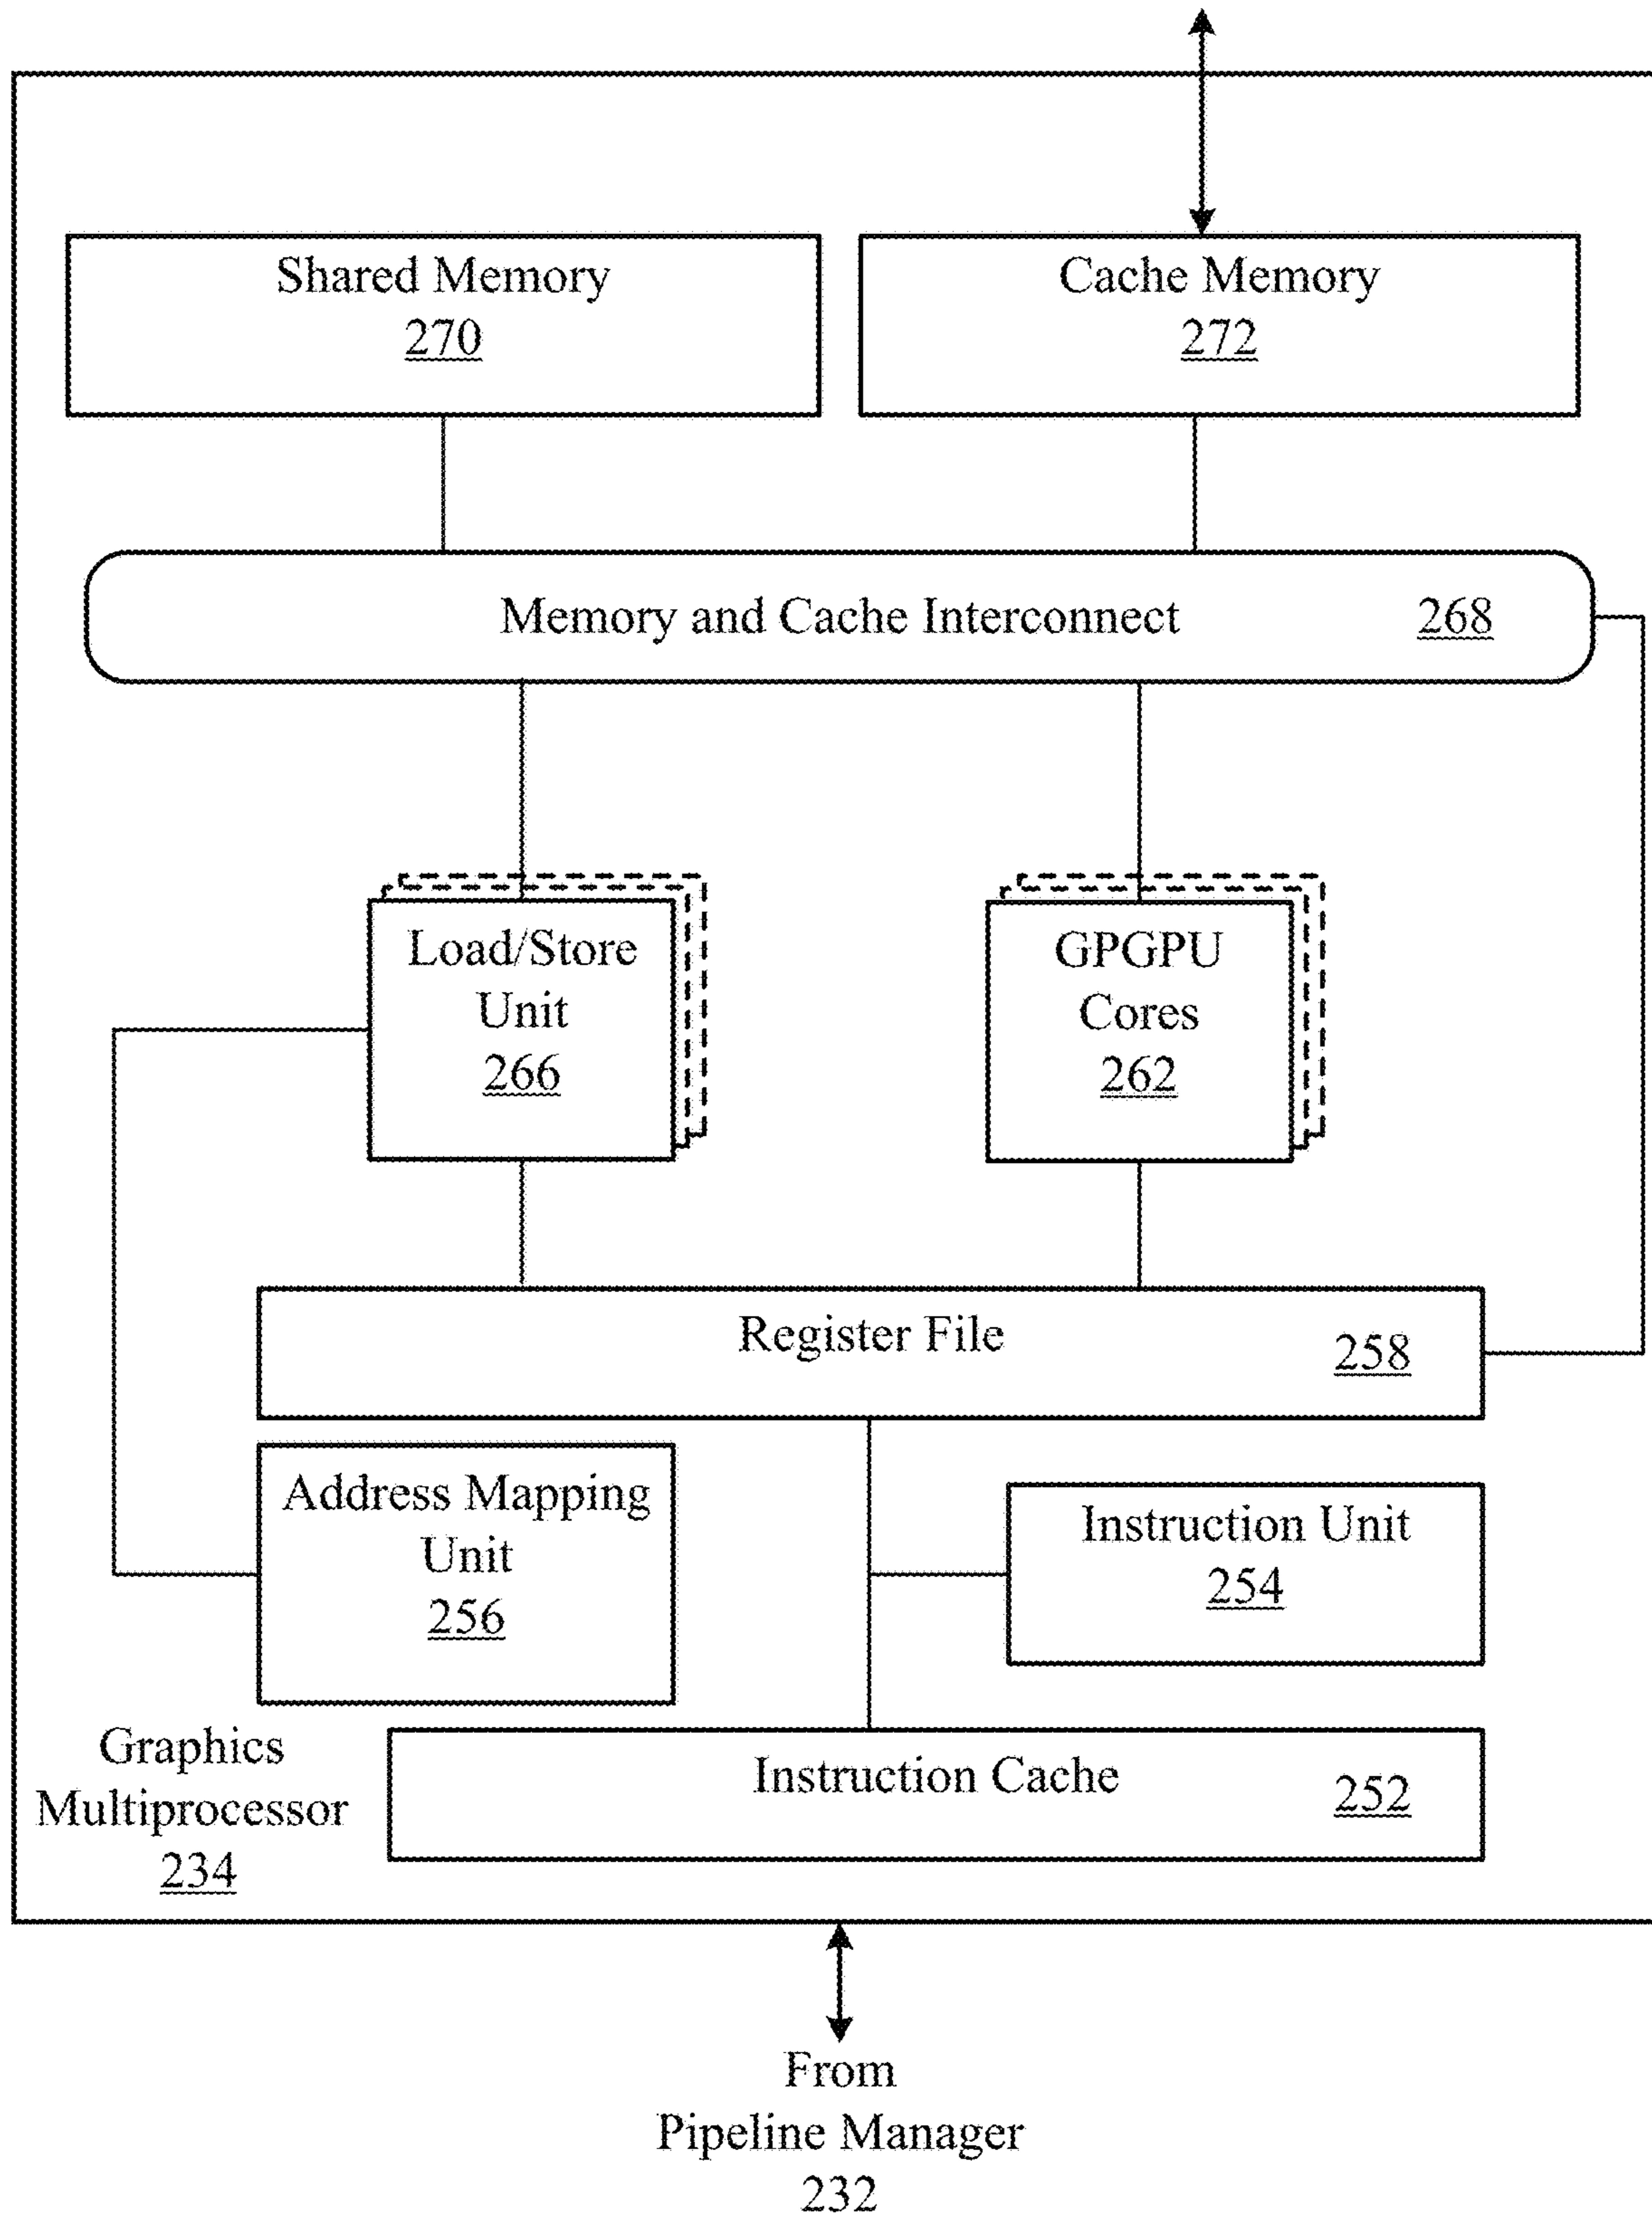 Shared Memory
270
Cache Memory
272
Memory and Cache Interconnect 268
Load/Store
Unit
266
GPGPU
Cores
262
Register File 258
Address Mapping
Unit
256
Instruction Unit
254
Graphics
Multiprocessor
234
Instruction Cache 252
From
Pipeline Manager
232